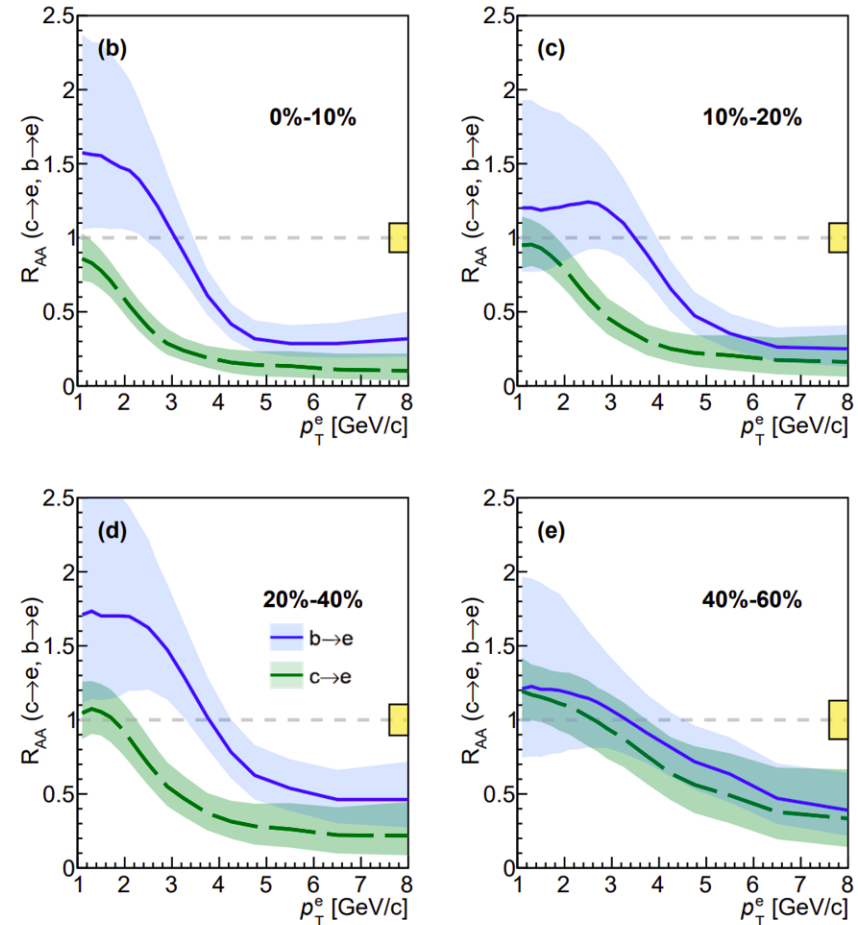 2.5
2
1.5
1
0.5
0
R_AA (c→e, b→e)
(b)
0%-10%
1 2 3 4 5 6 7 8
p_T^e [GeV/c]
2.5
2
1.5
1
0.5
0
R_AA (c→e, b→e)
(c)
10%-20%
1 2 3 4 5 6 7 8
p_T^e [GeV/c]
2.5
2
1.5
1
0.5
0
R_AA (c→e, b→e)
(d)
20%-40%
b→e
c→e
1 2 3 4 5 6 7 8
p_T^e [GeV/c]
2.5
2
1.5
1
0.5
0
R_AA (c→e, b→e)
(e)
40%-60%
1 2 3 4 5 6 7 8
p_T^e [GeV/c]